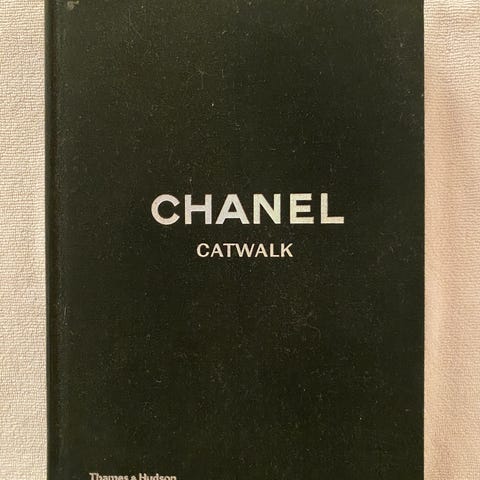 CHANEL
CATWALK
Thames & Hudson